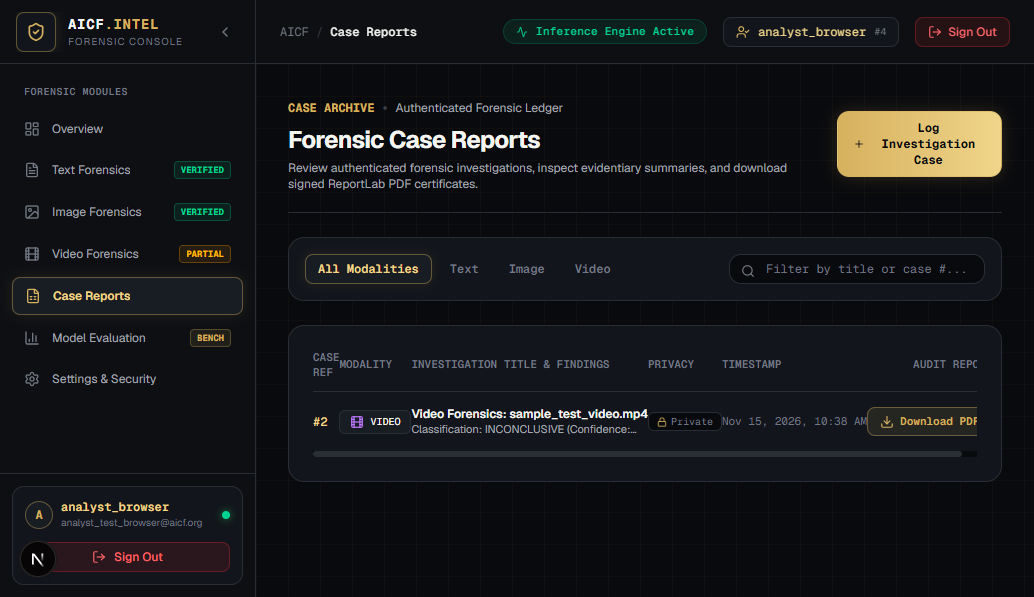 AICF.INTEL
FORENSIC CONSOLE
AICF / Case Reports
Inference Engine Active
analyst_browser #4
Sign Out
FORENSIC MODULES
Overview
Text Forensics VERIFIED
Image Forensics VERIFIED
Video Forensics PARTIAL
Case Reports
Model Evaluation BENCH
Settings & Security
A
analyst_browser
analyst_test_browser@aicf.org
N
Sign Out
CASE ARCHIVE • Authenticated Forensic Ledger
Forensic Case Reports
Review authenticated forensic investigations, inspect evidentiary summaries, and download
signed ReportLab PDF certificates.
+ Log
Investigation
Case
All Modalities Text Image Video
Filter by title or case #...
CASE
REF
MODALITY INVESTIGATION TITLE & FINDINGS PRIVACY TIMESTAMP AUDIT REPO
#2 VIDEO Video Forensics: sample_test_video.mp4
Classification: INCONCLUSIVE (Confidence:...
Private Nov 15, 2026, 10:38 AM Download PDF